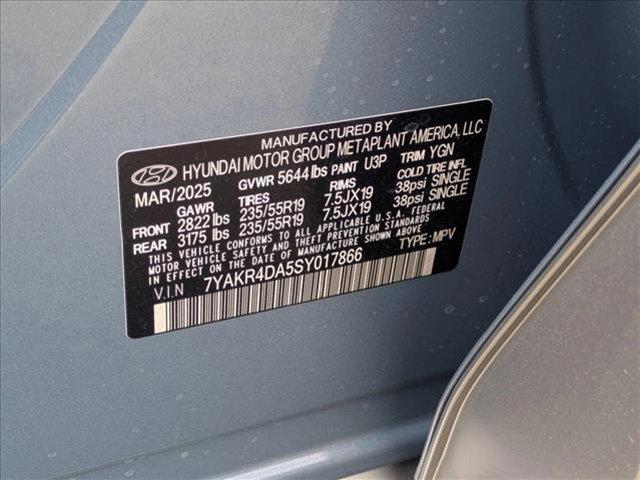 MANUFACTURED BY
HYUNDAI MOTOR GROUP METAPLANT AMERICA, LLC
MAR/2025 GVWR 5644 lbs PAINT U3P TRIM YGN
GAWR TIRES RIMS COLD TIRE INFL
FRONT 2822 lbs 235/55R19 7.5JX19 38psi SINGLE
REAR 3175 lbs 235/55R19 7.5JX19 38psi SINGLE
THIS VEHICLE CONFORMS TO ALL APPLICABLE U.S.A. FEDERAL
MOTOR VEHICLE SAFETY AND THEFT PREVENTION STANDARDS
IN EFFECT ON THE DATE OF MANUFACTURE SHOWN ABOVE.
V.I.N 7YAKR4DA5SY017866 TYPE : MPV